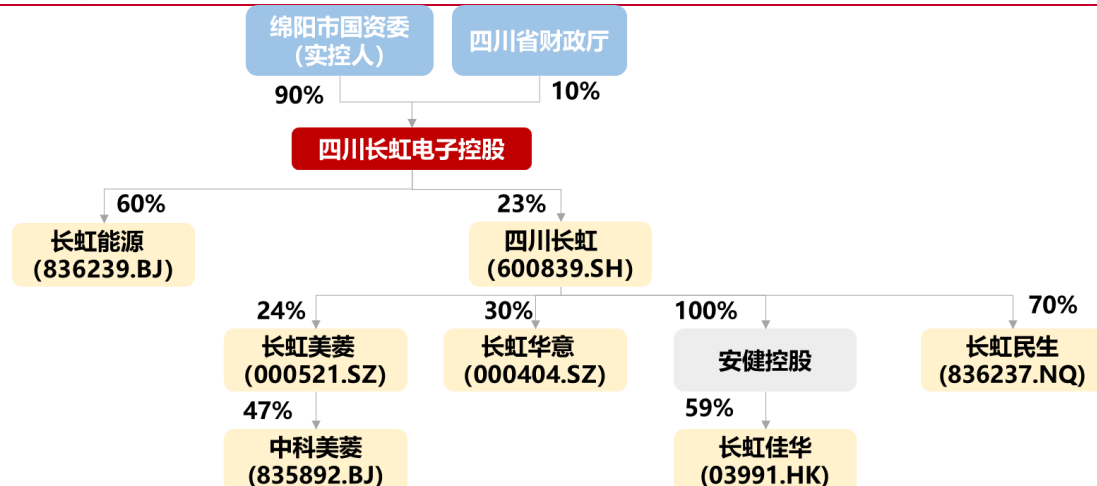 绵阳市国资委
（实控人）
四川省财政厅
90%
10%
四川长虹电子控股
60%
23%
长虹能源
(836239.BJ)
四川长虹
(600839.SH)
24%
30%
100%
70%
长虹美菱
(000521.SZ)
长虹华意
(000404.SZ)
安健控股
长虹民生
(836237.NQ)
47%
59%
中科美菱
(835892.BJ)
长虹佳华
(03991.HK)